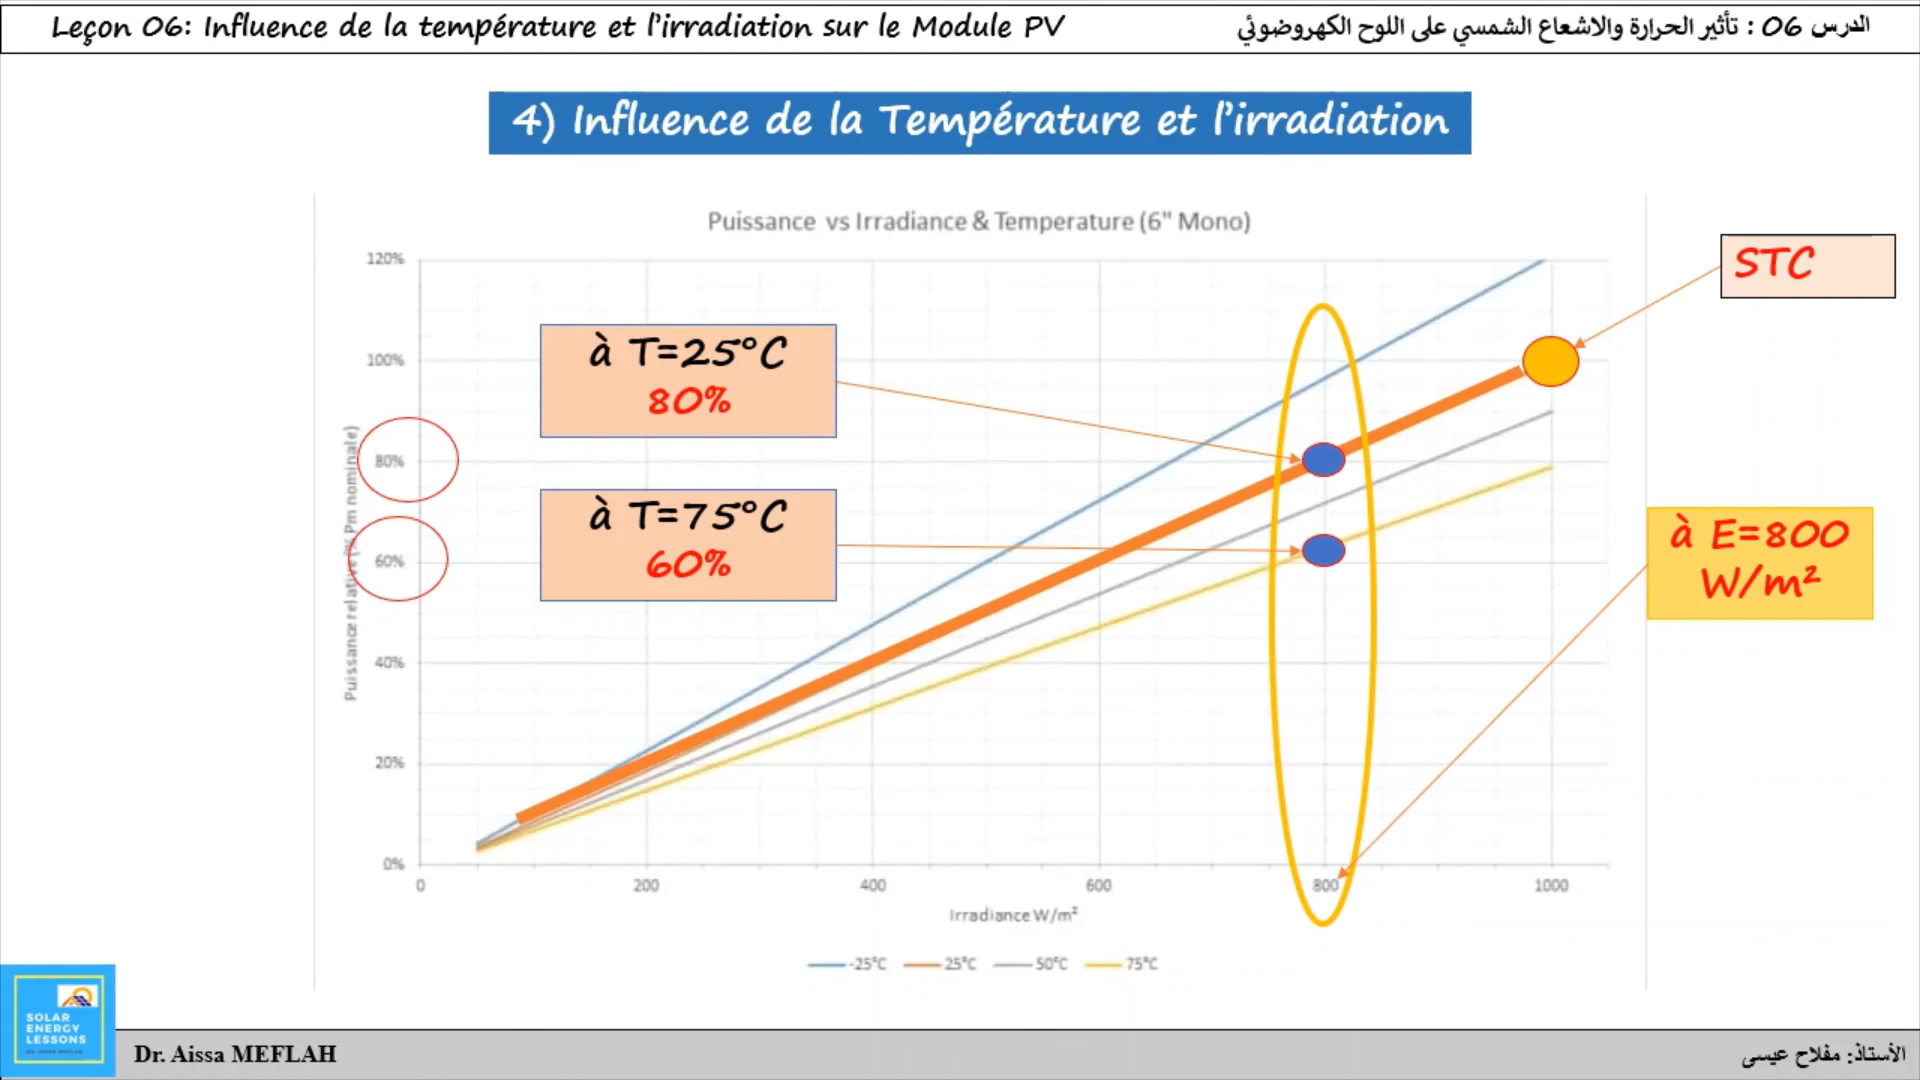 Leçon 06: Influence de la température et l'irradiation sur le Module PV
الدرس 06 : تأثير الحرارة والاشعاع الشمسي على اللوح الكهروضوئي
4) Influence de la Température et l'irradiation
Puissance vs Irradiance & Temperature (6" Mono)
STC
à T=25°C
80%
à T=75°C
60%
à E=800
W/m²
Puissance relative (% Pm nominale)
120%
100%
80%
60%
40%
20%
0%
0 200 400 600 800 1000
Irradiance W/m²
-25°C 25°C 50°C 75°C
SOLAR
ENERGY
LESSONS
DR. AISSA MEFLAH
Dr. Aissa MEFLAH
الأستاذ: مفلاح عيسى